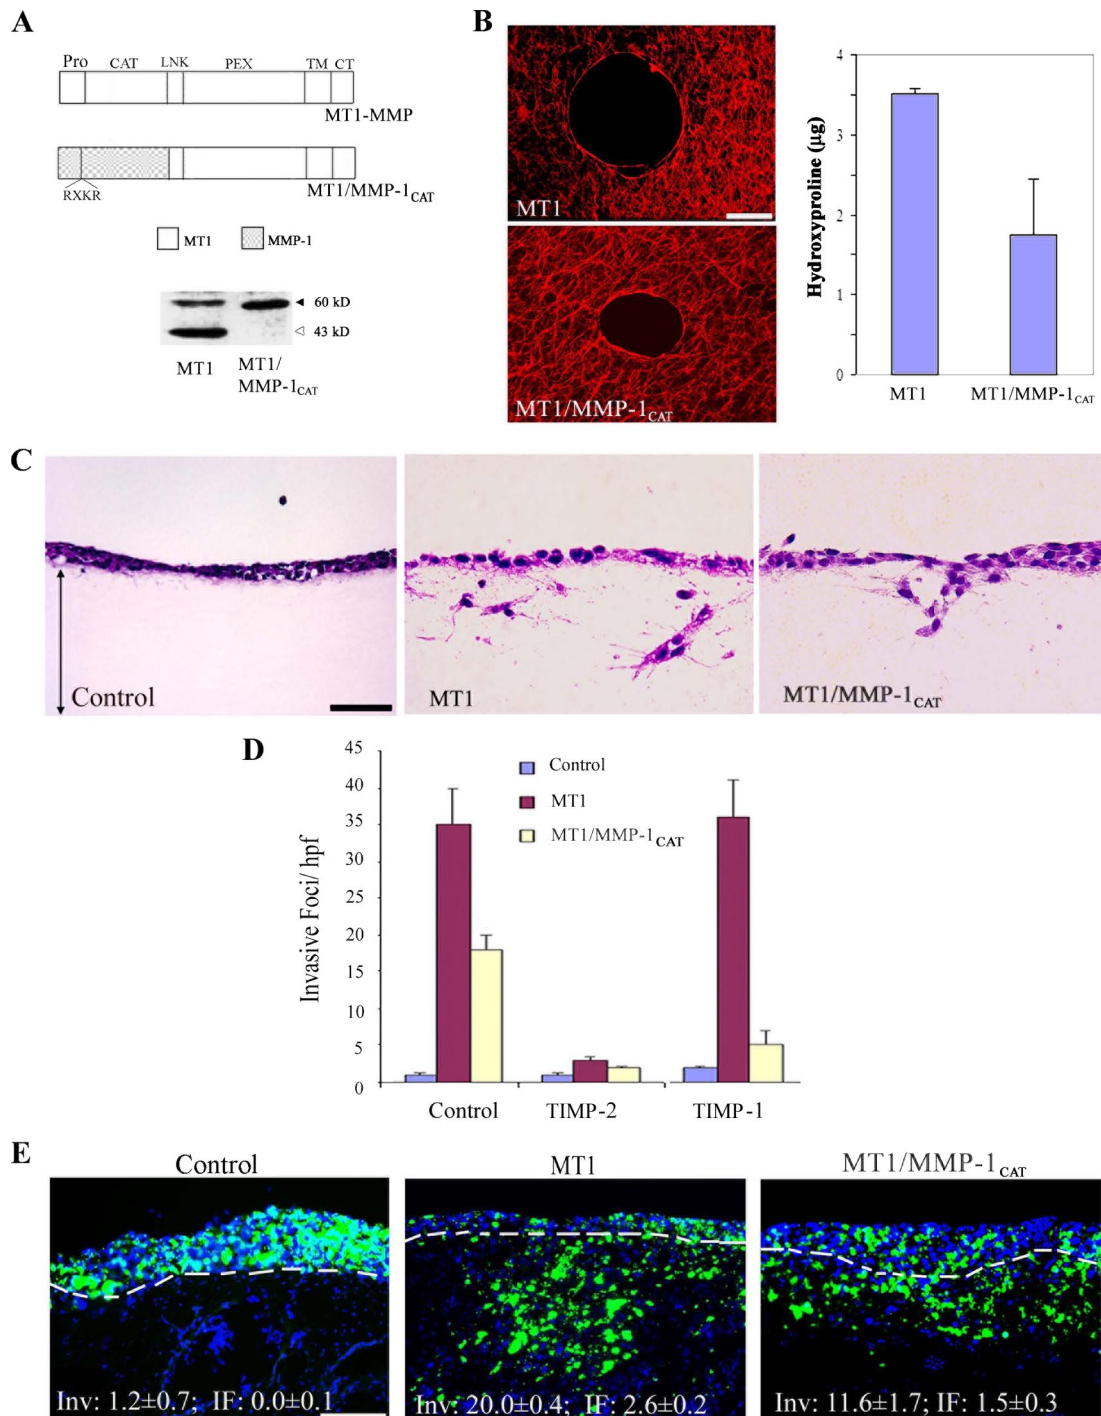 A
Pro CAT LNK PEX TM CT
MT1-MMP
RXKR
MT1/MMP-1CAT
MT1 MMP-1
60 kD
43 kD
MT1 MT1/
MMP-1CAT
B
MT1
MT1/MMP-1CAT
Hydroxyproline (µg)
4
3
2
1
0
MT1 MT1/MMP-1CAT
C
Control
MT1
MT1/MMP-1CAT
D
Invasive Foci/ hpf
45
40
35
30
25
20
15
10
5
0
Control
MT1
MT1/MMP-1CAT
Control TIMP-2 TIMP-1
E
Control MT1 MT1/MMP-1CAT
Inv: 1.2±0.7; IF: 0.0±0.1
Inv: 20.0±0.4; IF: 2.6±0.2
Inv: 11.6±1.7; IF: 1.5±0.3